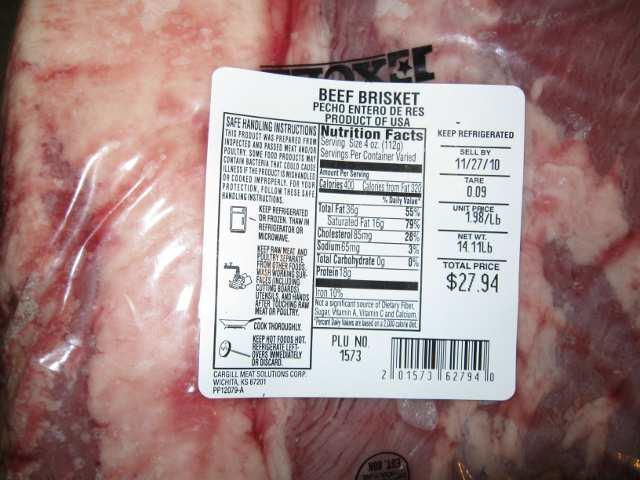 BEEF BRISKET
PECHO ENTERO DE RES
PRODUCT OF USA
SAFE HANDLING INSTRUCTIONS
THIS PRODUCT WAS PREPARED FROM
INSPECTED AND PASSED MEAT AND/OR
POULTRY. SOME FOOD PRODUCTS MAY
CONTAIN BACTERIA THAT COULD CAUSE
ILLNESS IF THE PRODUCT IS MISHANDLED
OR COOKED IMPROPERLY. FOR YOUR
PROTECTION, FOLLOW THESE SAFE
HANDLING INSTRUCTIONS.
KEEP REFRIGERATED
OR FROZEN. THAW IN
REFRIGERATOR OR
MICROWAVE.
KEEP RAW MEAT AND
POULTRY SEPARATE
FROM OTHER FOODS.
WASH WORKING SUR-
FACES (INCLUDING
CUTTING BOARDS)
UTENSILS, AND HANDS
AFTER TOUCHING RAW
MEAT OR POULTRY.
COOK THOROUGHLY.
KEEP HOT FOODS HOT.
REFRIGERATE LEFT-
OVERS IMMEDIATELY
OR DISCARD.
CARGILL MEAT SOLUTIONS CORP.
WICHITA, KS 67201
PP12079-A
Nutrition Facts
Serving Size 4 oz. (112g)
Servings Per Container Varied
Amount Per Serving
Calories 400 Calories from Fat 320
% Daily Value*
Total Fat 36g 55%
Saturated Fat 16g 79%
Cholesterol 85mg 28%
Sodium 65mg 3%
Total Carbohydrate 0g 0%
Protein 18g
Iron 10%
Not a significant source of Dietary Fiber,
Sugar, Vitamin A, Vitamin C and Calcium.
*Percent Daily Values are based on a 2,000 calorie diet.
PLU NO.
1573
KEEP REFRIGERATED
SELL BY
11/27/10
TARE
0.09
UNIT PRICE
1.98/Lb
NET WT.
14.11Lb
TOTAL PRICE
$27.94
2 01573 62794 0